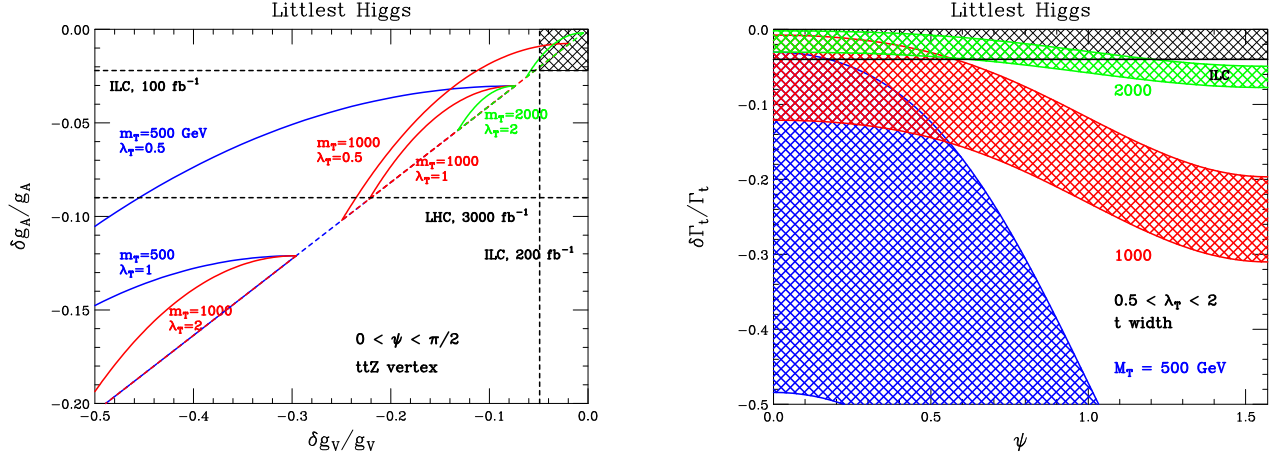 Littlest Higgs
0.00
−0.05
−0.10
−0.15
−0.20
δg_A/g_A
ILC, 100 fb⁻¹
m_T=500 GeV
λ_T=0.5
m_T=1000
λ_T=0.5
m_T=2000
λ_T=2
m_T=1000
λ_T=1
LHC, 3000 fb⁻¹
m_T=500
λ_T=1
ILC, 200 fb⁻¹
m_T=1000
λ_T=2
0 < ψ < π/2
ttZ vertex
−0.5
−0.4
−0.3
−0.2
−0.1
0.0
δg_V/g_V
Littlest Higgs
0.0
−0.1
−0.2
−0.3
−0.4
−0.5
δΓ_t/Γ_t
ILC
2000
1000
0.5 < λ_T < 2
t width
M_T = 500 GeV
0.0
0.5
1.0
1.5
ψ